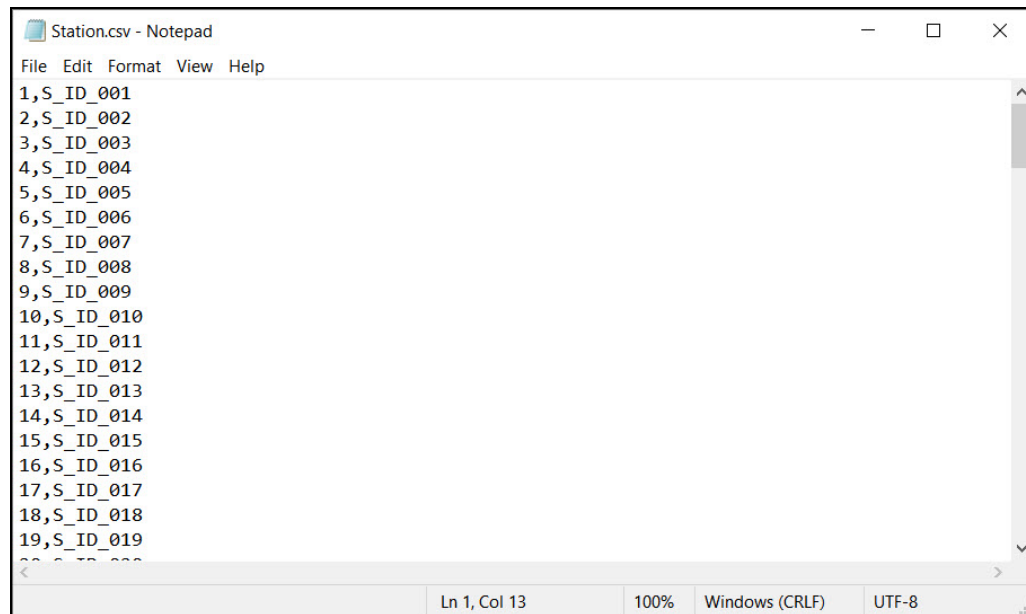 Station.csv - Notepad
File Edit Format View Help
1,S_ID_001
2,S_ID_002
3,S_ID_003
4,S_ID_004
5,S_ID_005
6,S_ID_006
7,S_ID_007
8,S_ID_008
9,S_ID_009
10,S_ID_010
11,S_ID_011
12,S_ID_012
13,S_ID_013
14,S_ID_014
15,S_ID_015
16,S_ID_016
17,S_ID_017
18,S_ID_018
19,S_ID_019
Ln 1, Col 13 100% Windows (CRLF) UTF-8